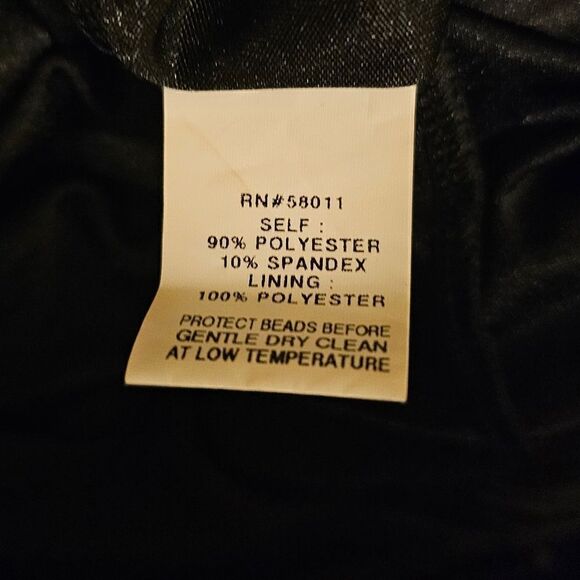 RN#58011
SELF :
90% POLYESTER
10% SPANDEX
LINING :
100% POLYESTER
PROTECT BEADS BEFORE
GENTLE DRY CLEAN
AT LOW TEMPERATURE